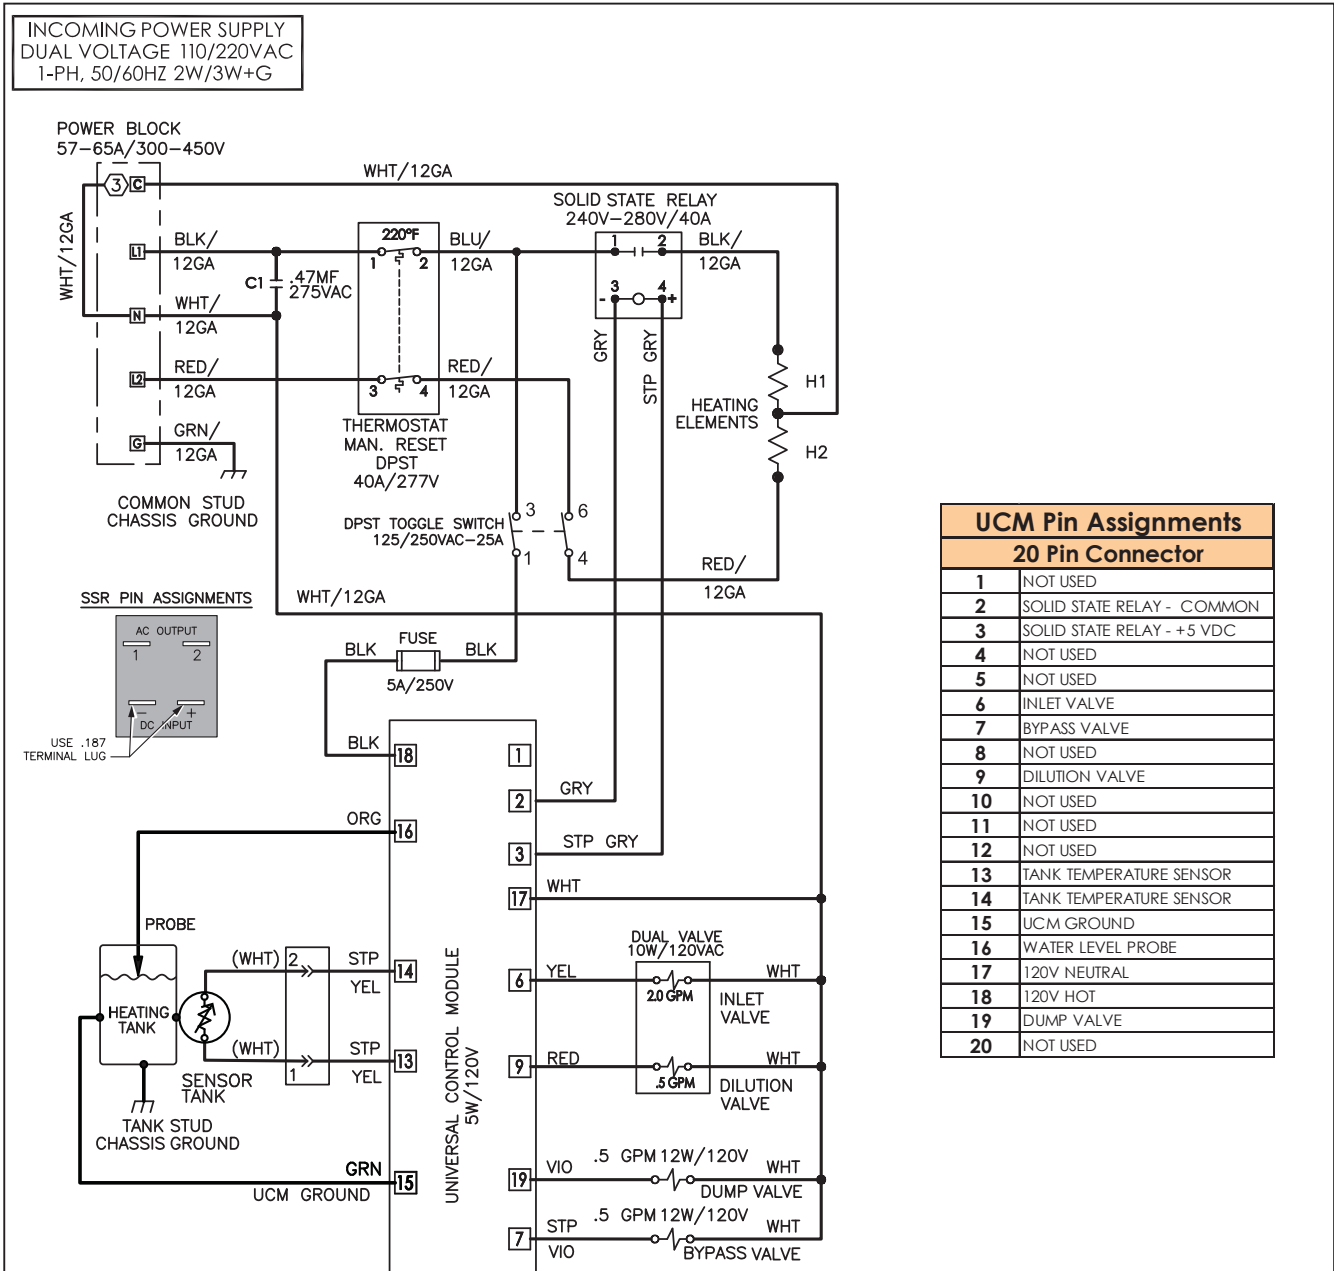 INCOMING POWER SUPPLY
DUAL VOLTAGE 110/220VAC
1-PH, 50/60HZ 2W/3W+G
POWER BLOCK
57-65A/300-450V
3
C
WHT/12GA
WHT/12GA
L1
BLK/
12GA
C1
.47MF
275VAC
N
WHT/
12GA
L2
RED/
12GA
G
GRN/
12GA
COMMON STUD
CHASSIS GROUND
220°F
1
2
3
4
BLU/
12GA
RED/
12GA
THERMOSTAT
MAN. RESET
DPST
40A/277V
SOLID STATE RELAY
240V-280V/40A
1
2
3
4
-
+
BLK/
12GA
GRY
STP GRY
HEATING
ELEMENTS
H1
H2
DPST TOGGLE SWITCH
125/250VAC-25A
3
6
1
4
RED/
12GA
WHT/12GA
SSR PIN ASSIGNMENTS
AC OUTPUT
1
2
-
+
DC INPUT
USE .187
TERMINAL LUG
BLK
FUSE
BLK
5A/250V
BLK
18
1
2
GRY
ORG
16
3
STP GRY
17
WHT
PROBE
HEATING
TANK
(WHT)
2
STP
YEL
14
(WHT)
1
STP
YEL
13
SENSOR
TANK
TANK STUD
CHASSIS GROUND
GRN
15
UCM GROUND
UNIVERSAL CONTROL MODULE
5W/120V
DUAL VALVE
10W/120VAC
6
YEL
2.0 GPM
WHT
INLET
VALVE
9
RED
.5 GPM
WHT
DILUTION
VALVE
19
VIO
.5 GPM 12W/120V
WHT
DUMP VALVE
7
STP
VIO
.5 GPM 12W/120V
WHT
BYPASS VALVE
UCM Pin Assignments
20 Pin Connector
1 NOT USED
2 SOLID STATE RELAY - COMMON
3 SOLID STATE RELAY - +5 VDC
4 NOT USED
5 NOT USED
6 INLET VALVE
7 BYPASS VALVE
8 NOT USED
9 DILUTION VALVE
10 NOT USED
11 NOT USED
12 NOT USED
13 TANK TEMPERATURE SENSOR
14 TANK TEMPERATURE SENSOR
15 UCM GROUND
16 WATER LEVEL PROBE
17 120V NEUTRAL
18 120V HOT
19 DUMP VALVE
20 NOT USED